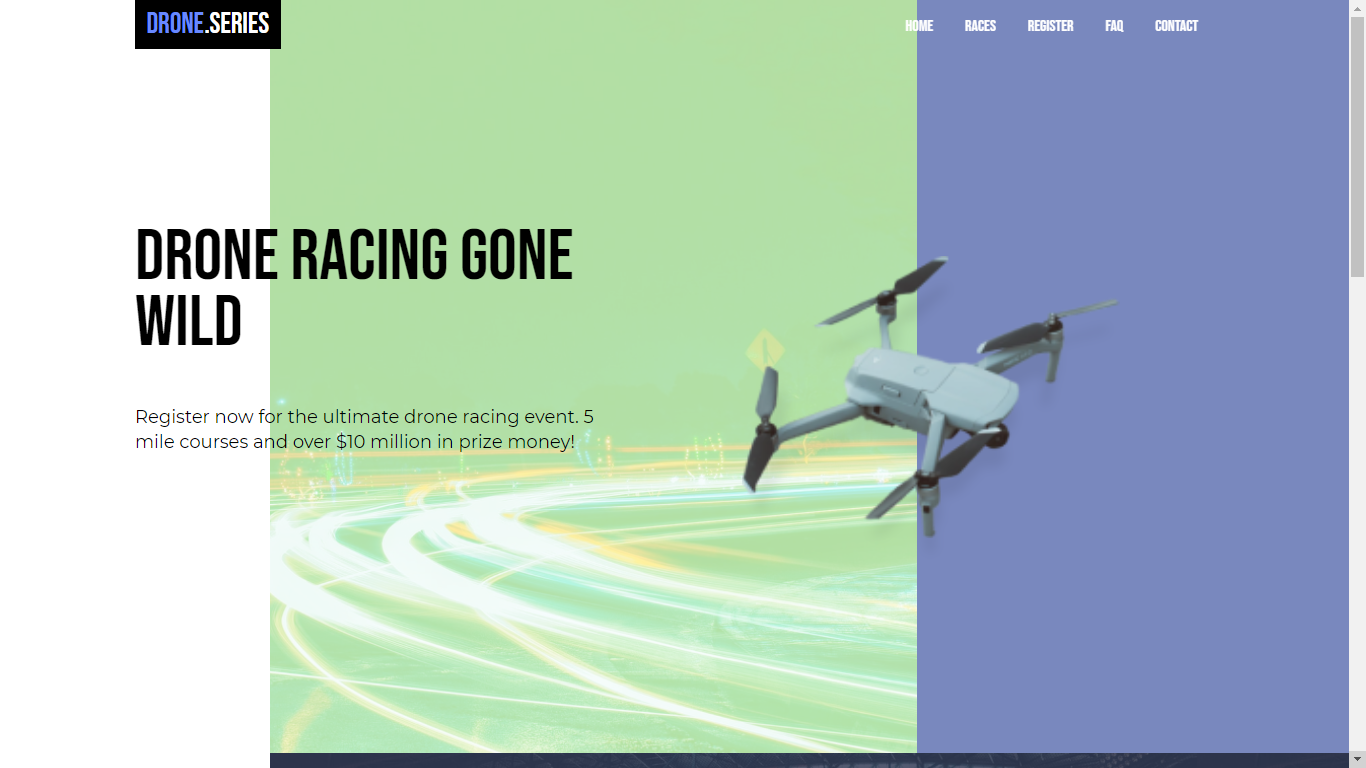 DRONE.SERIES
HOME RACES REGISTER FAQ CONTACT
DRONE RACING GONE
WILD
Register now for the ultimate drone racing event. 5
mile courses and over $10 million in prize money!